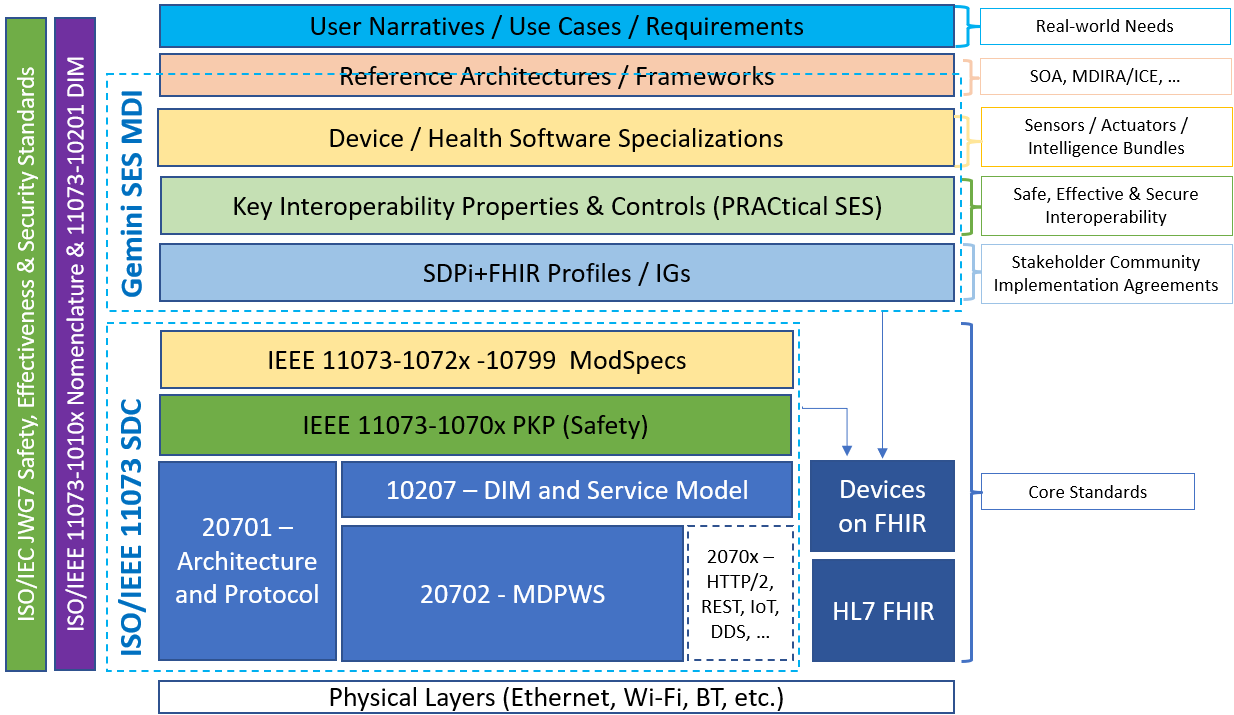 ISO/IEC JWG7 Safety, Effectiveness & Security Standards
ISO/IEEE 11073-1010x Nomenclature & 11073-10201 DIM
User Narratives / Use Cases / Requirements
Real-world Needs
Gemini SES MDI
Reference Architectures / Frameworks
SOA, MDIRA/ICE, ...
Device / Health Software Specializations
Sensors / Actuators /
Intelligence Bundles
Key Interoperability Properties & Controls (PRACtical SES)
Safe, Effective & Secure
Interoperability
SDPi+FHIR Profiles / IGs
Stakeholder Community
Implementation Agreements
ISO/IEEE 11073 SDC
IEEE 11073-1072x -10799 ModSpecs
IEEE 11073-1070x PKP (Safety)
20701 –
Architecture
and Protocol
10207 – DIM and Service Model
20702 - MDPWS
2070x –
HTTP/2,
REST, IoT,
DDS, ...
Devices
on FHIR
HL7 FHIR
Core Standards
Physical Layers (Ethernet, Wi-Fi, BT, etc.)